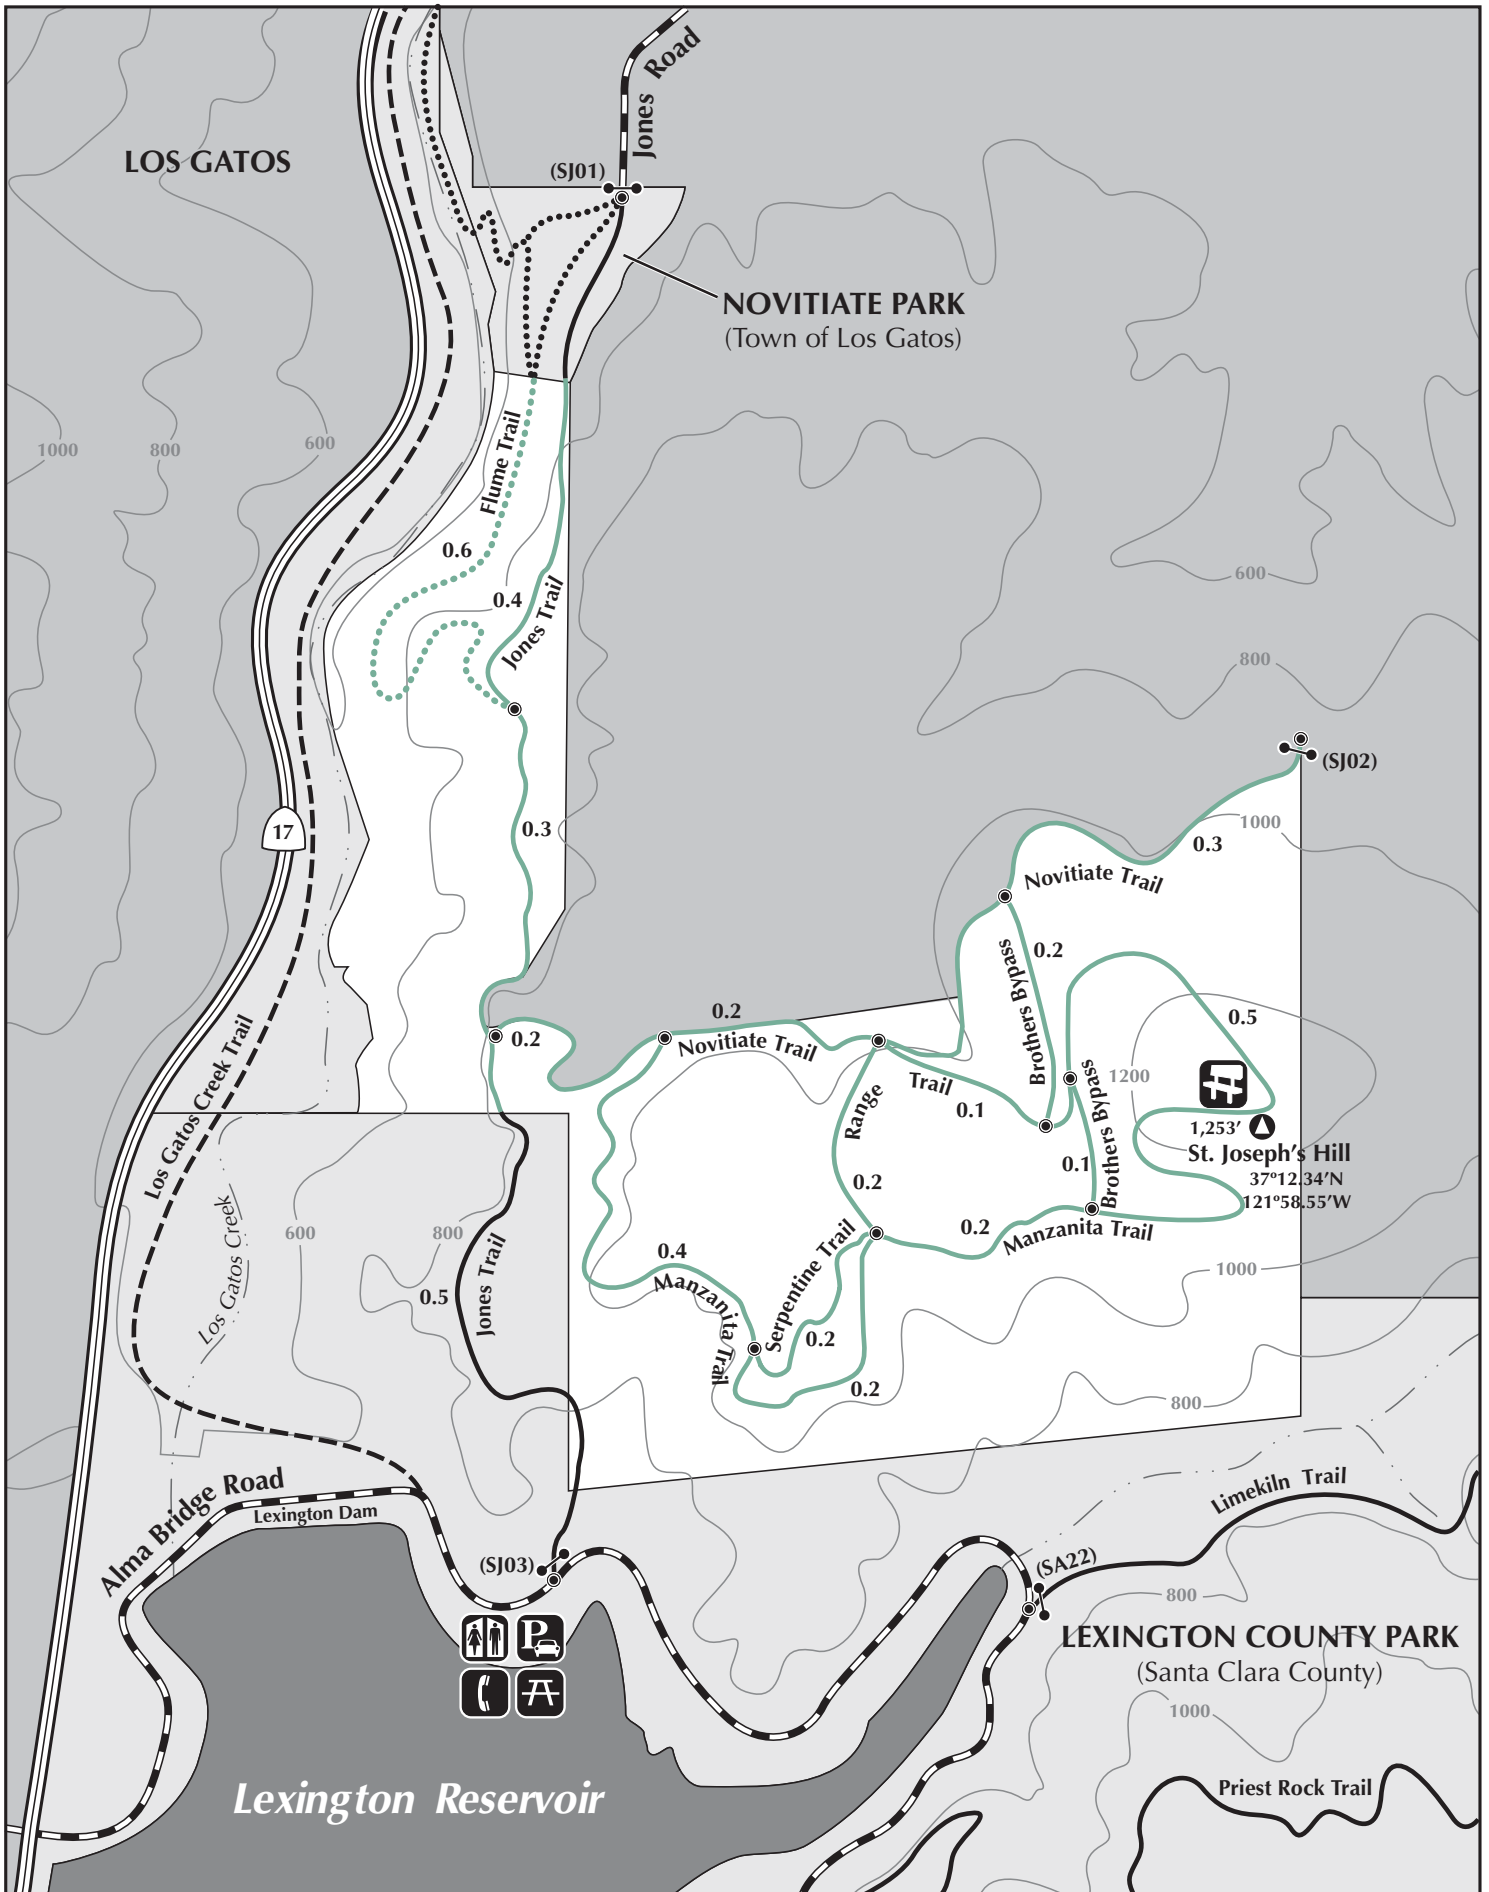 Jones Road
LOS GATOS
(SJ01)
NOVITIATE PARK
(Town of Los Gatos)
1000
800
600
Flume Trail
0.6
0.4
Jones Trail
600
800
(SJ02)
17
0.3
1000
0.3
Novitiate Trail
0.2
Brothers Bypass
0.5
0.2
0.2
Novitiate Trail
Los Gatos Creek Trail
Range Trail
0.1
Brothers Bypass
1200
1,253′
St. Joseph's Hill
37º12.34′N
121º58.55′W
0.1
0.2
0.2
Manzanita Trail
Los Gatos Creek
600
800
0.5
Jones Trail
0.4
Manzanita Trail
Serpentine Trail
0.2
0.2
1000
800
Alma Bridge Road
Lexington Dam
Limekiln Trail
(SJ03)
(SA22)
800
P
LEXINGTON COUNTY PARK
(Santa Clara County)
1000
Lexington Reservoir
Priest Rock Trail